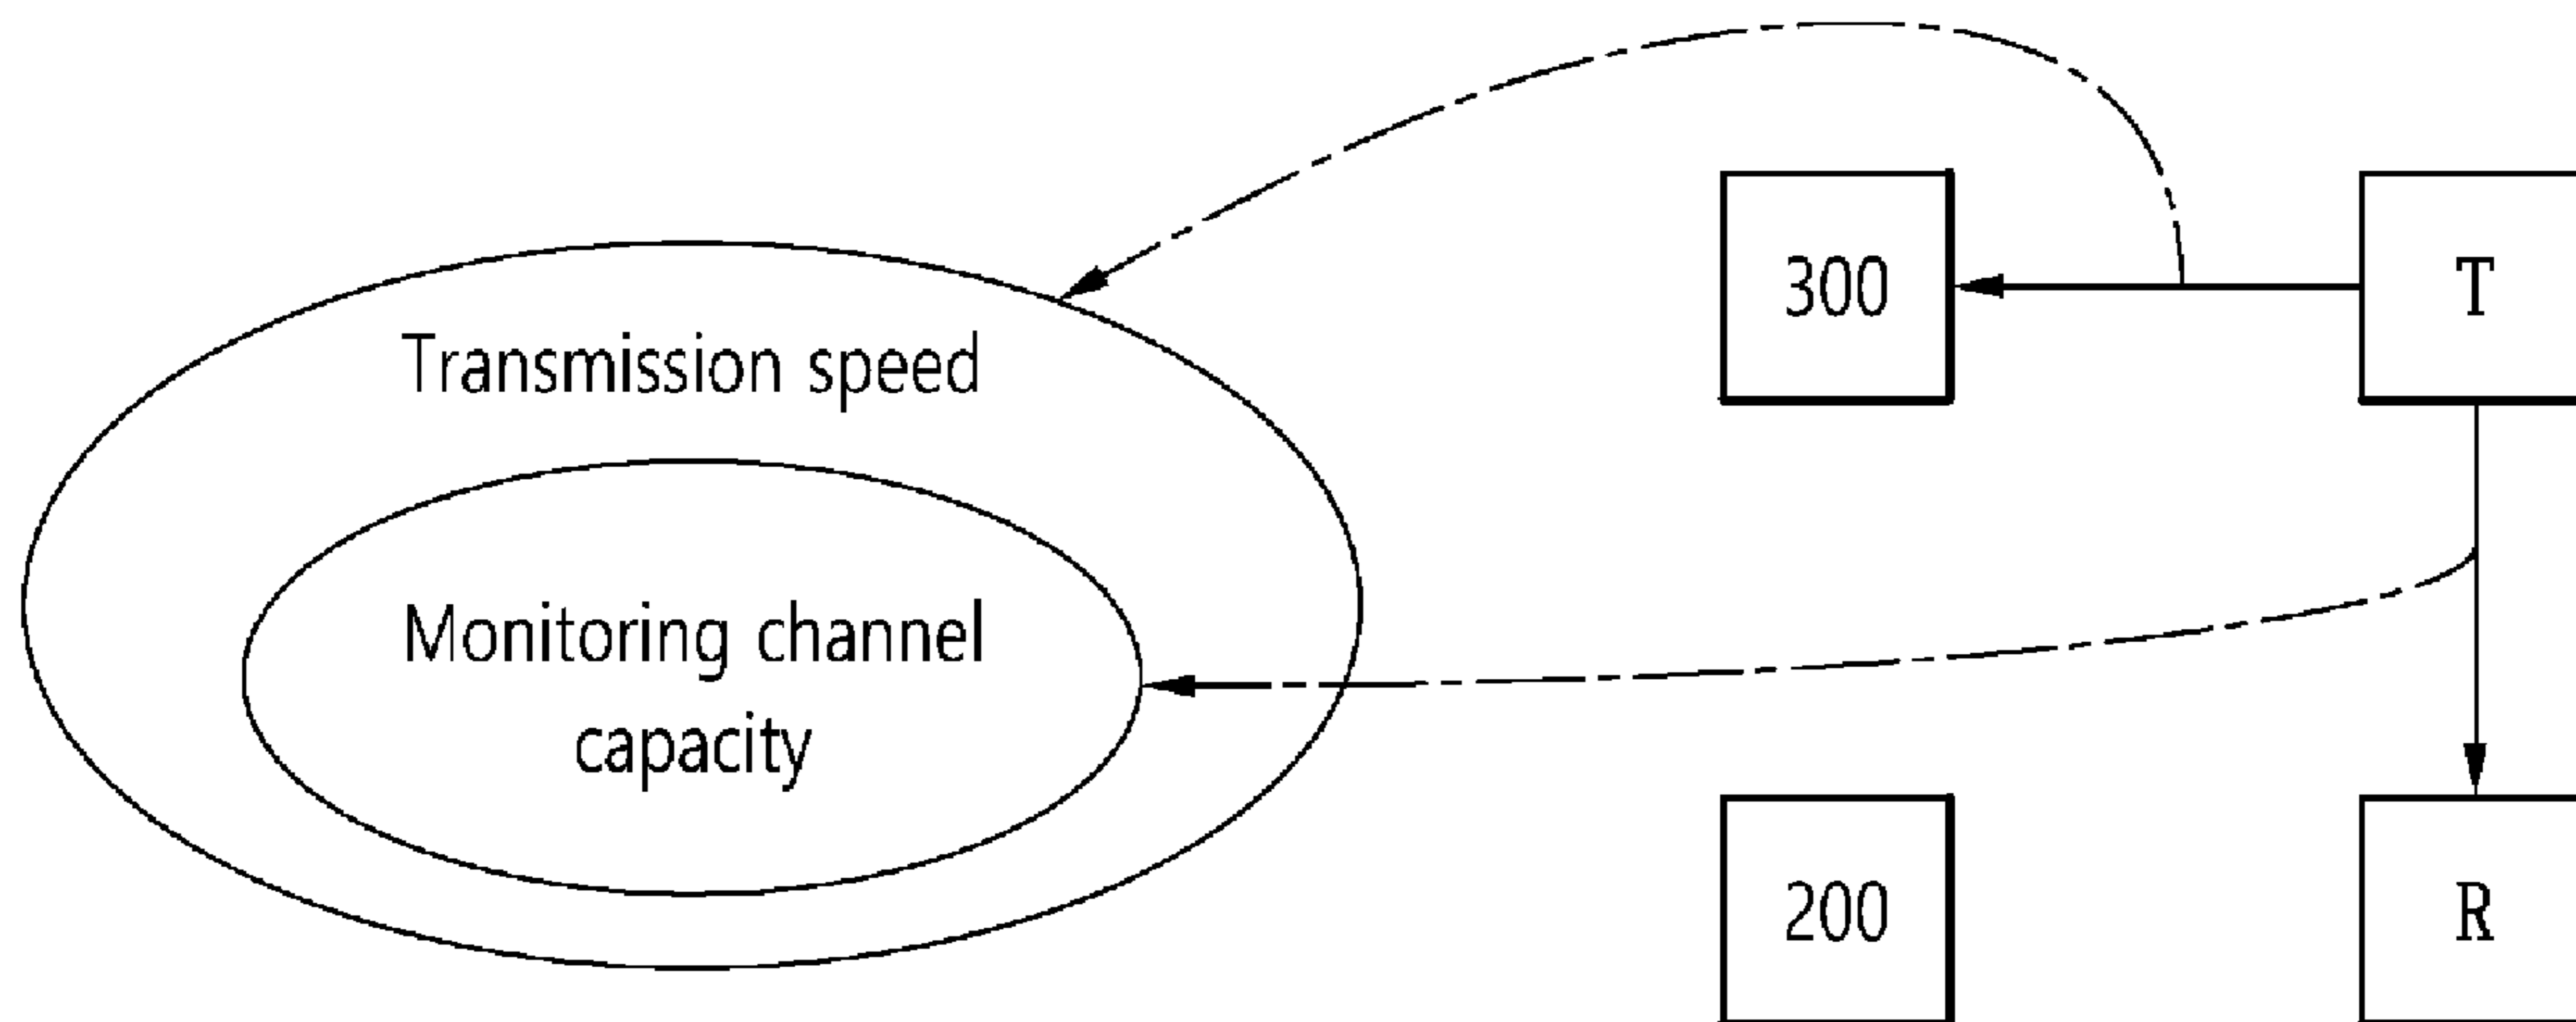 300
T
Transmission speed
Monitoring channel
capacity
200
R